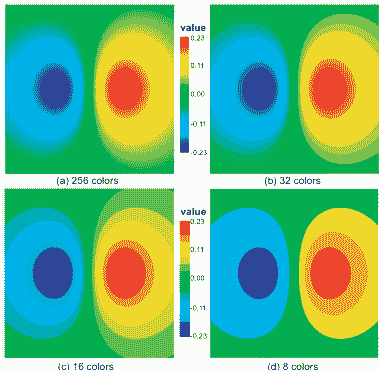 value
0.23
0.11
0.00
-0.11
-0.23
(a) 256 colors
(b) 32 colors
value
0.23
0.11
0.00
-0.11
-0.23
(c) 16 colors
(d) 8 colors